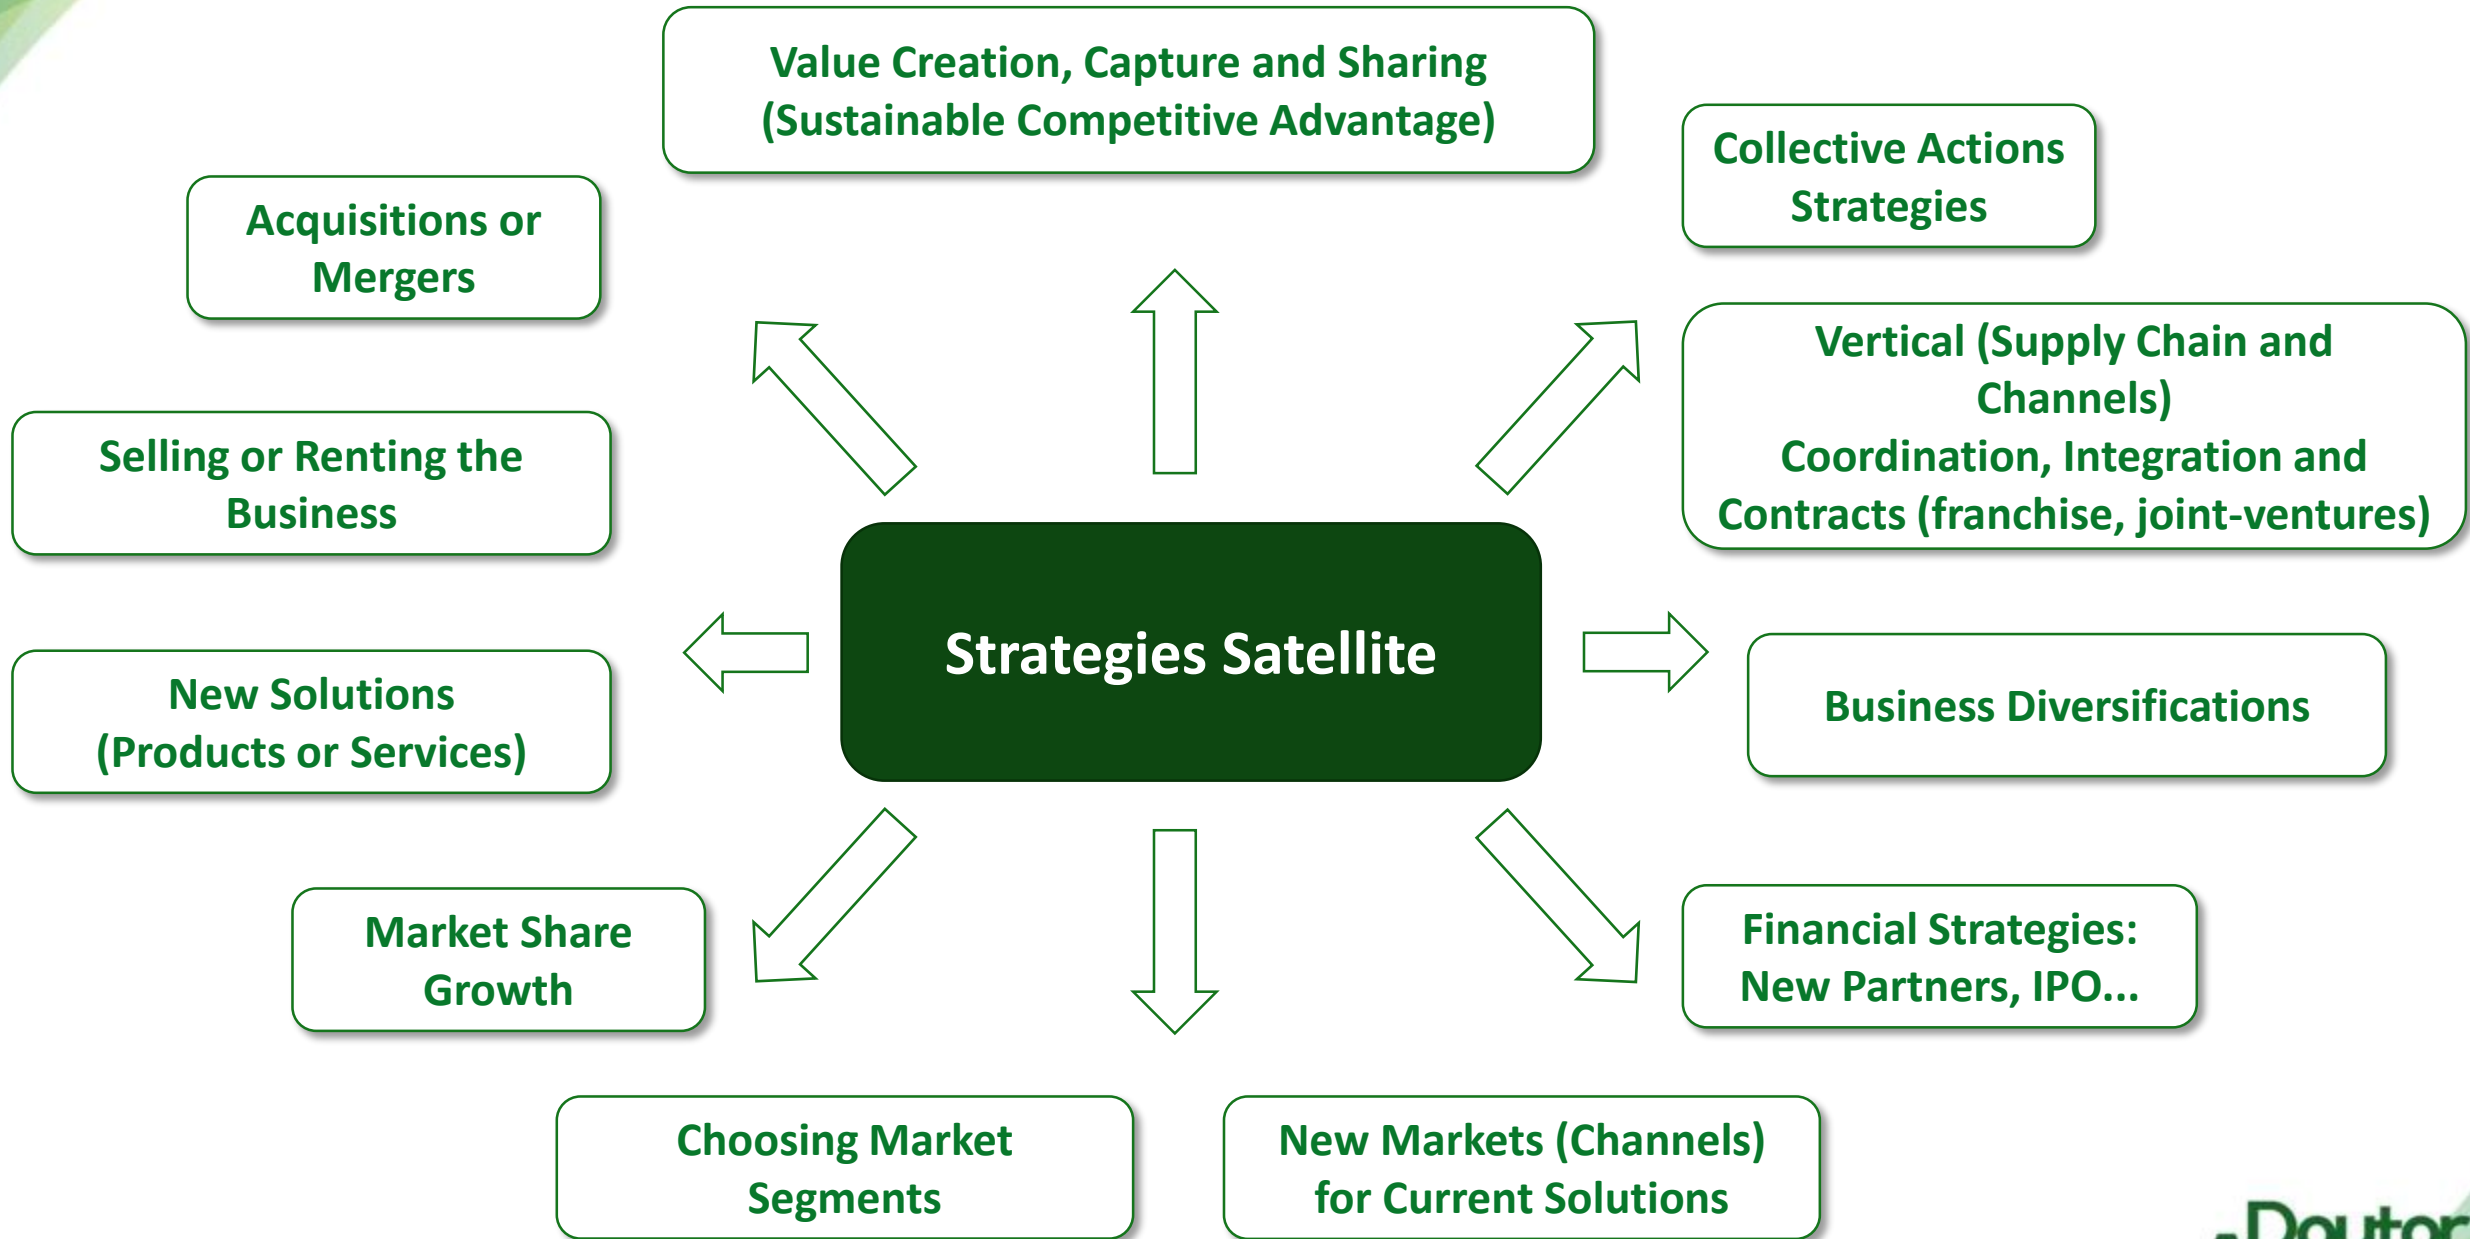 Value Creation, Capture and Sharing
(Sustainable Competitive Advantage)
Collective Actions
Strategies
Acquisitions or
Mergers
Vertical (Supply Chain and
Channels)
Coordination, Integration and
Contracts (franchise, joint-ventures)
Selling or Renting the
Business
Strategies Satellite
New Solutions
(Products or Services)
Business Diversifications
Market Share
Growth
Financial Strategies:
New Partners, IPO...
Choosing Market
Segments
New Markets (Channels)
for Current Solutions